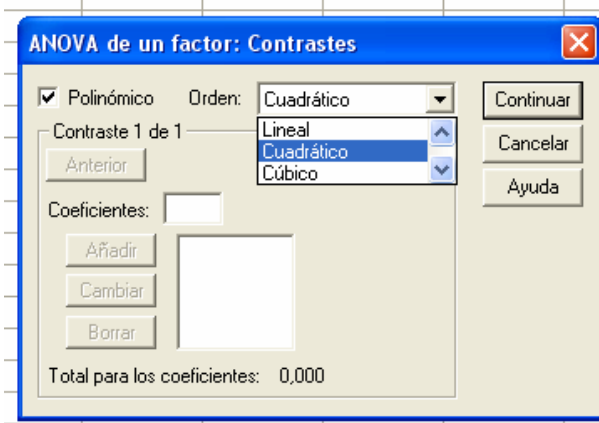 ANOVA de un factor: Contrastes
Polinómico Orden: Cuadrático Continuar
Contraste 1 de 1 Lineal Cancelar
Cuadrático
Anterior Cúbico Ayuda
Coeficientes:
Añadir
Cambiar
Borrar
Total para los coeficientes: 0,000